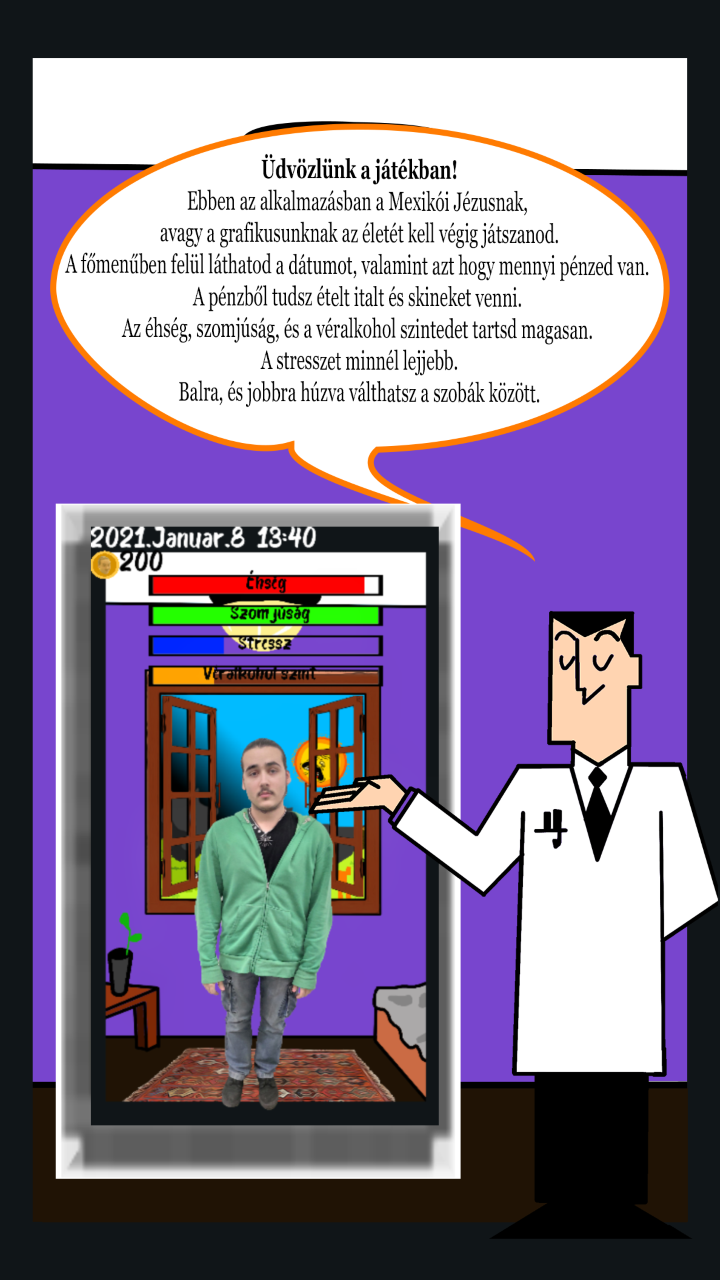 Üdvözlünk a játékban!
Ebben az alkalmazásban a Mexikói Jézusnak,
avagy a grafikusunknak az életét kell végig játszanod.
A főmenűben felül láthatod a dátumot, valamint azt hogy mennyi pénzed van.
A pénzből tudsz ételt italt és skineket venni.
Az éhség, szomjúság, és a véralkohol szintedet tartsd magasan.
A stresszet minnél lejjebb.
Balra, és jobbra húzva válthatsz a szobák között.
2021.Januar.8 13:40
200
Éhség
Szomjúság
Stressz
Véralkohol szint